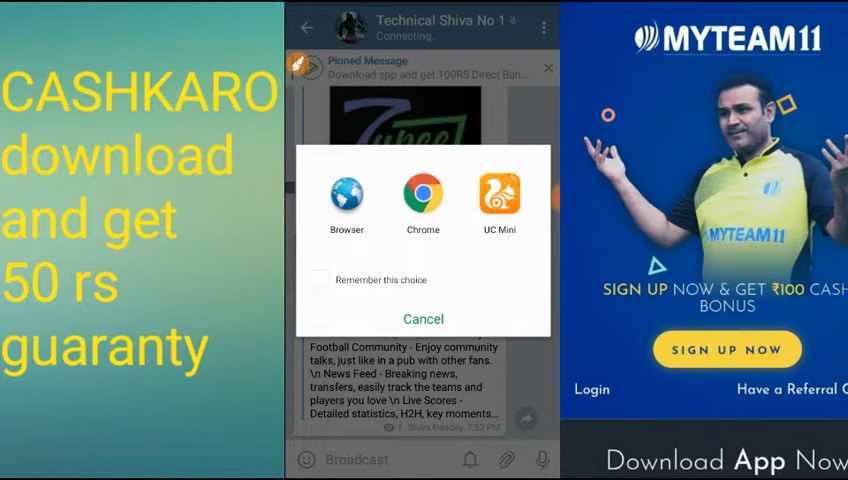 CASHKARO
download
and get
50 rs
guaranty
Technical Shiva No 1
Connecting..
Pinned Message
Download app and get 100RS Direct Ban...
Zupee
Browser
Chrome
UC Mini
Remember this choice
Cancel
Football Community - Enjoy community
talks, just like in a pub with other fans.
\n News Feed - Breaking news,
transfers, easily track the teams and
players you love \n Live Scores -
Detailed statistics, H2H, key moments...
1 Shiva Pandey, 7:33 PM
Broadcast
MYTEAM11
MYTEAM11
SIGN UP NOW & GET ₹100 CASH
BONUS
SIGN UP NOW
Login
Have a Referral C
Download App Now